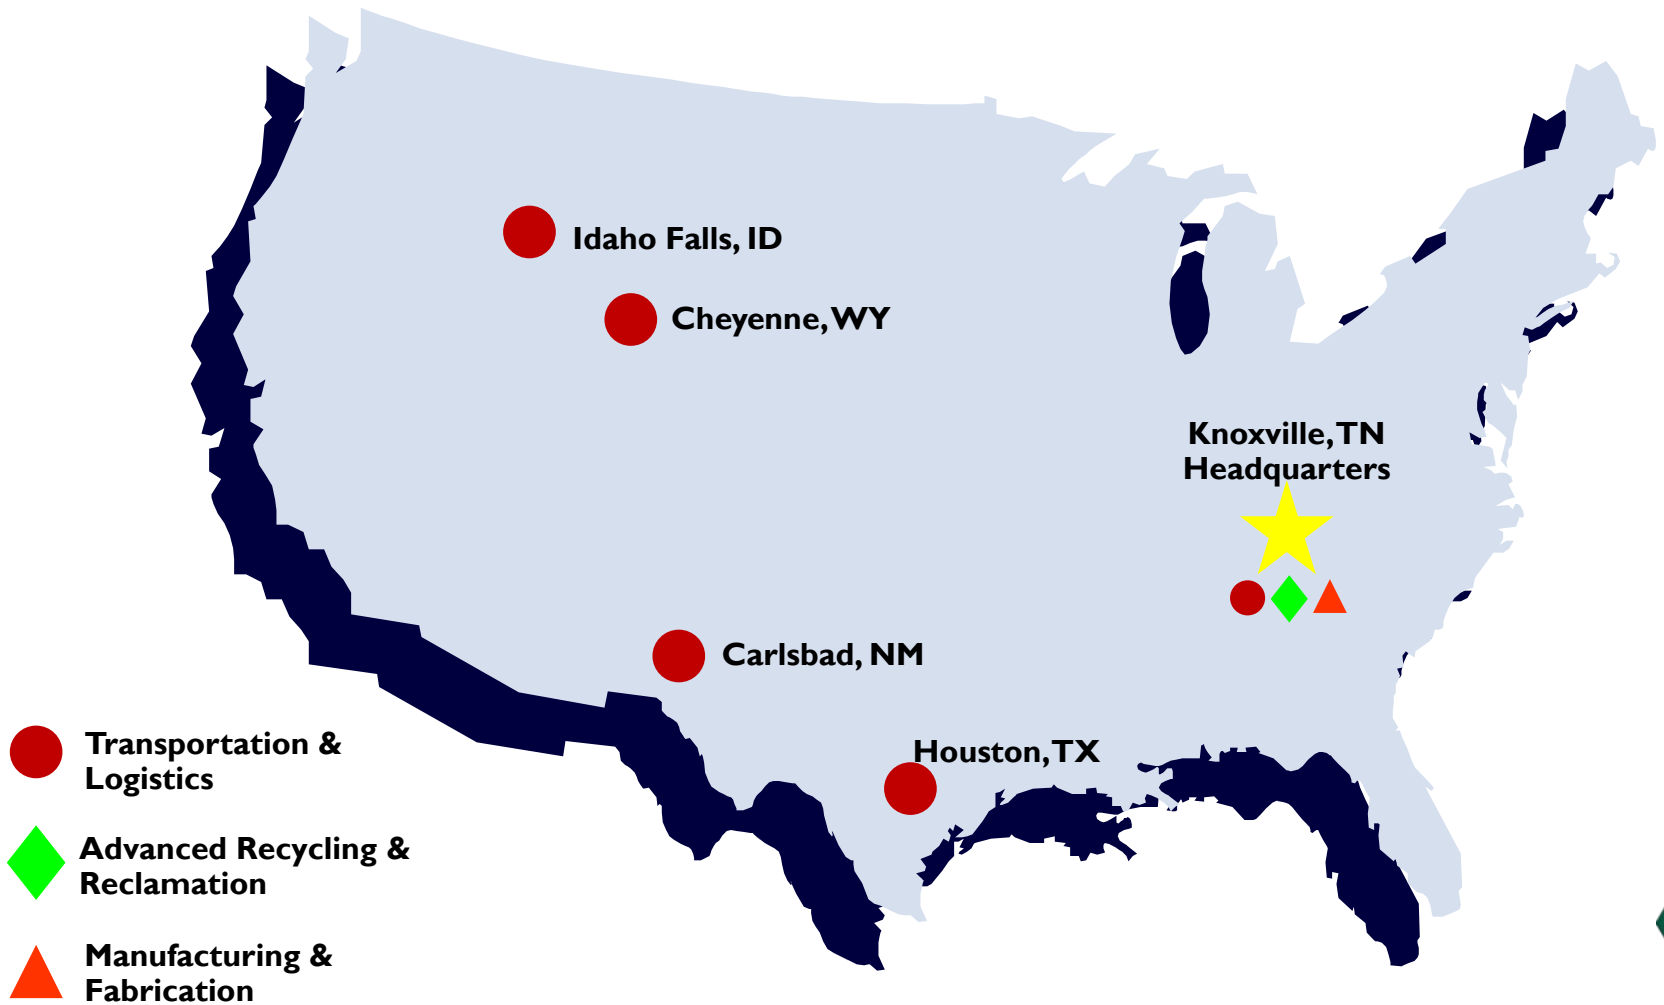 Idaho Falls, ID
Cheyenne, WY
Knoxville, TN
Headquarters
Carlsbad, NM
Houston, TX
Transportation &
Logistics
Advanced Recycling &
Reclamation
Manufacturing &
Fabrication